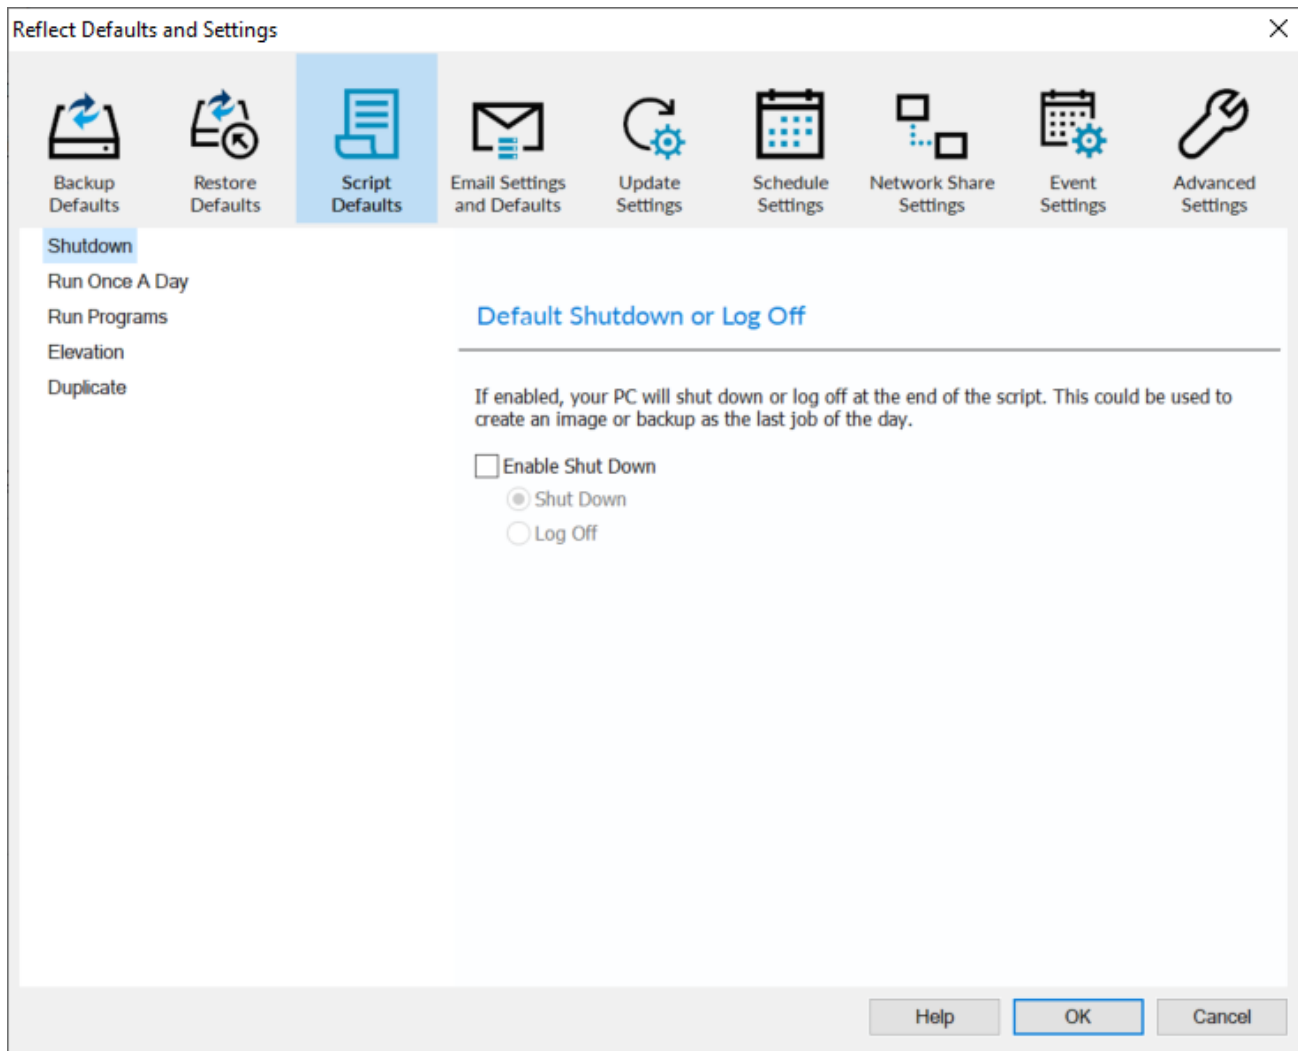 Reflect Defaults and Settings
Backup
Defaults
Restore
Defaults
Script
Defaults
Email Settings
and Defaults
Update
Settings
Schedule
Settings
Network Share
Settings
Event
Settings
Advanced
Settings
Shutdown
Run Once A Day
Run Programs
Elevation
Duplicate
Default Shutdown or Log Off
If enabled, your PC will shut down or log off at the end of the script. This could be used to
create an image or backup as the last job of the day.
Enable Shut Down
Shut Down
Log Off
Help
OK
Cancel